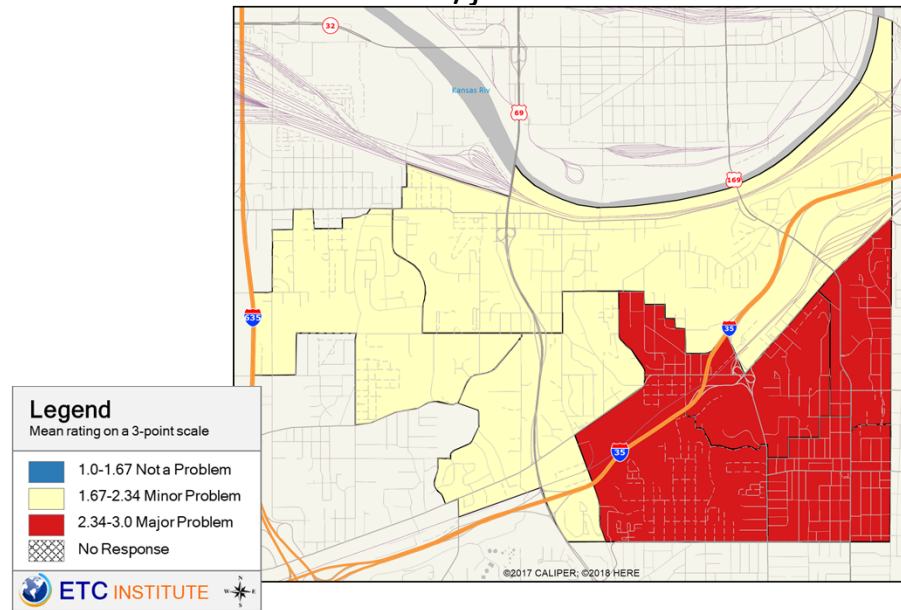 32
Kansas Riv
69
169
635
35
35
Legend
Mean rating on a 3-point scale
1.0-1.67 Not a Problem
1.67-2.34 Minor Problem
2.34-3.0 Major Problem
No Response
ETC INSTITUTE
N
W E
S
©2017 CALIPER; ©2018 HERE